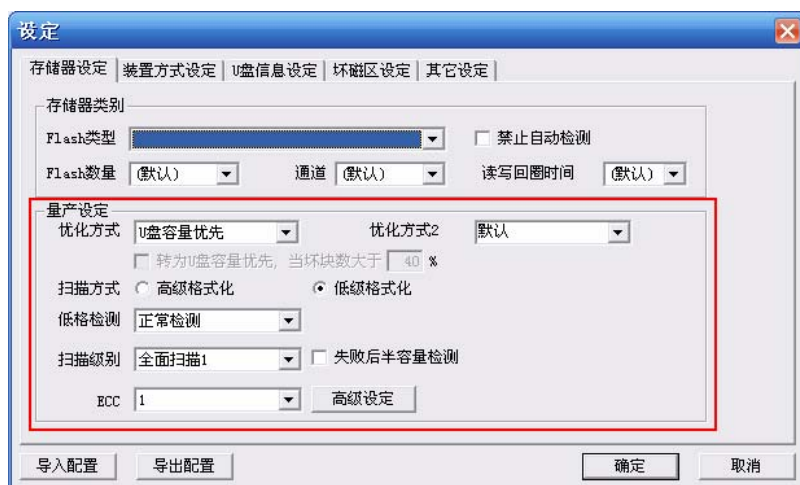 设定
存储器设定 装置方式设定 U盘信息设定 坏磁区设定 其它设定
存储器类别
Flash类型 禁止自动检测
Flash数量 (默认) 通道 (默认) 读写回圈时间 (默认)
量产设定
优化方式 U盘容量优先 优化方式2 默认
转为U盘容量优先, 当坏块数大于 40 %
扫描方式 高级格式化 低级格式化
低格检测 正常检测
扫描级别 全面扫描1 失败后半容量检测
ECC 1 高级设定
导入配置 导出配置 确定 取消